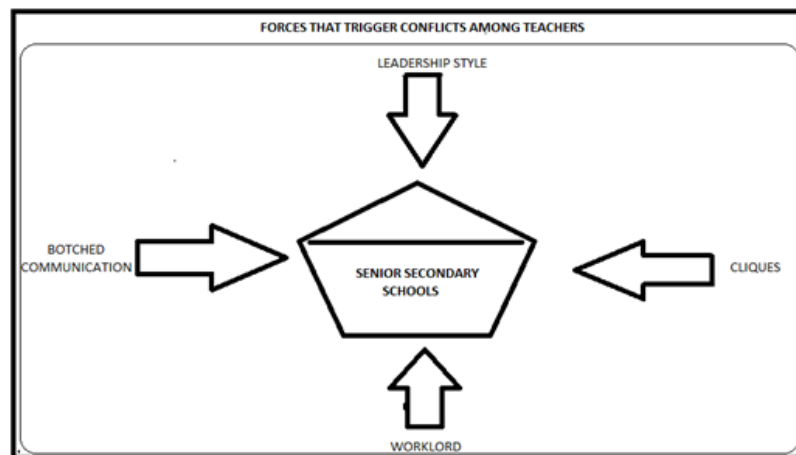 FORCES THAT TRIGGER CONFLICTS AMONG TEACHERS
LEADERSHIP STYLE
BOTCHED
COMMUNICATION
SENIOR SECONDARY
SCHOOLS
CLIQUES
WORKLORD